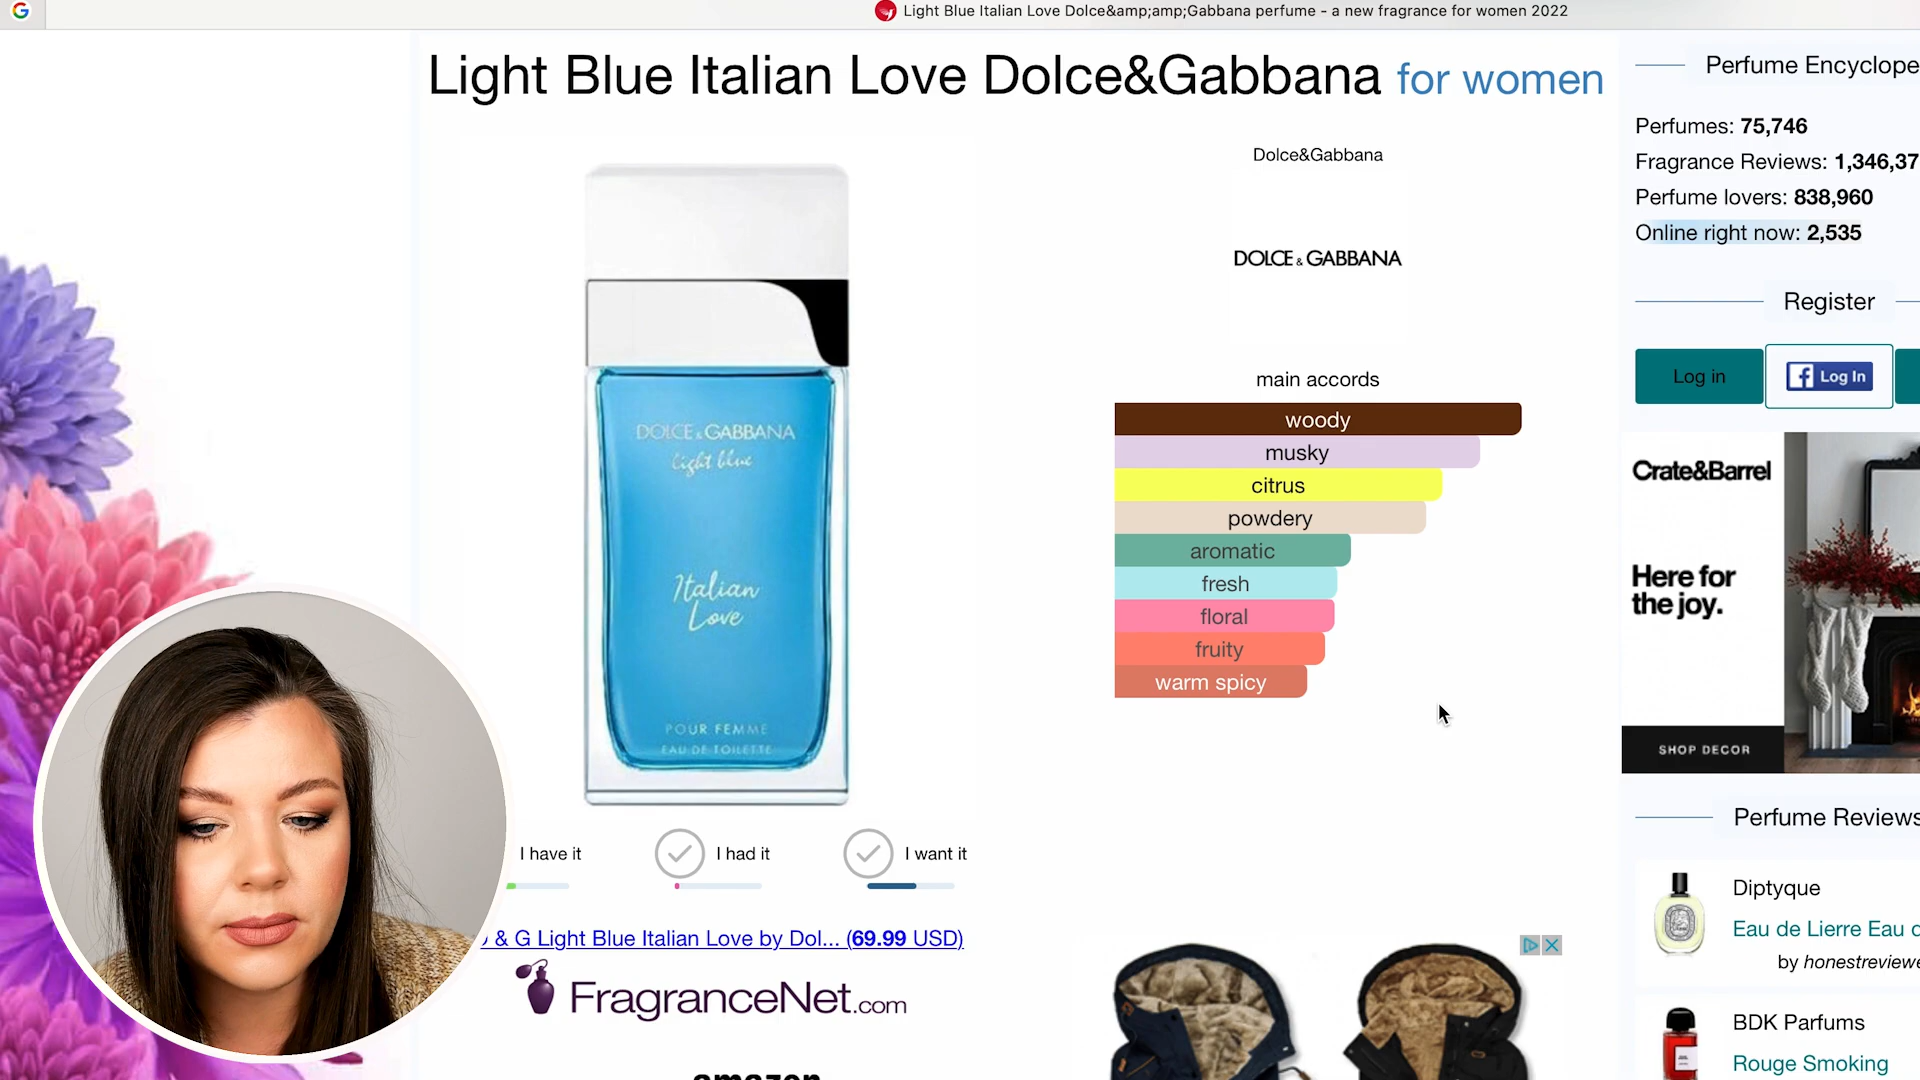 Light Blue Italian Love Dolce&amp;amp;Gabbana perfume - a new fragrance for women 2022
Light Blue Italian Love Dolce&Gabbana for women
Dolce&Gabbana
DOLCE & GABBANA
DOLCE & GABBANA
light blue
Italian
Love
POUR FEMME
EAU DE TOILETTE
main accords
woody
musky
citrus
powdery
aromatic
fresh
floral
fruity
warm spicy
I have it
I had it
I want it
& G Light Blue Italian Love by Dol... (69.99 USD)
FragranceNet.com
amazon
Perfume Encyclope
Perfumes: 75,746
Fragrance Reviews: 1,346,37
Perfume lovers: 838,960
Online right now: 2,535
Register
Log in
f Log In
Crate&Barrel
Here for
the joy.
SHOP DECOR
Perfume Reviews
Diptyque
Eau de Lierre Eau
by honestreviewe
BDK Parfums
Rouge Smoking